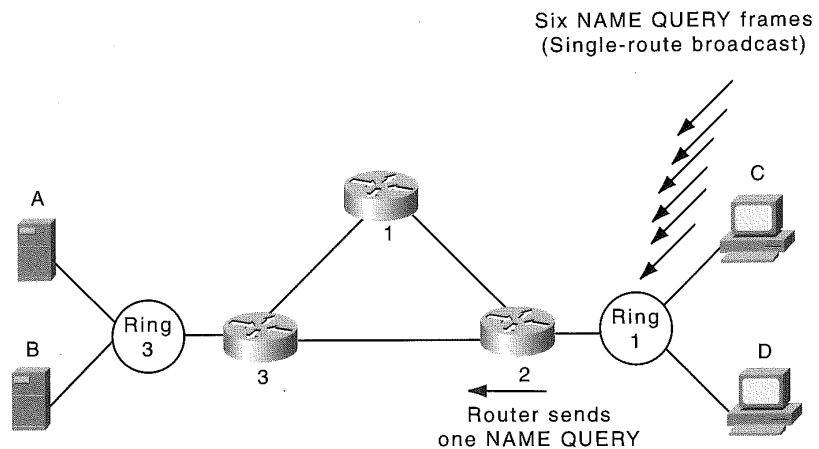 Six NAME QUERY frames
(Single-route broadcast)
A
C
1
Ring
3
Ring
1
B
3
2
D
Router sends
one NAME QUERY